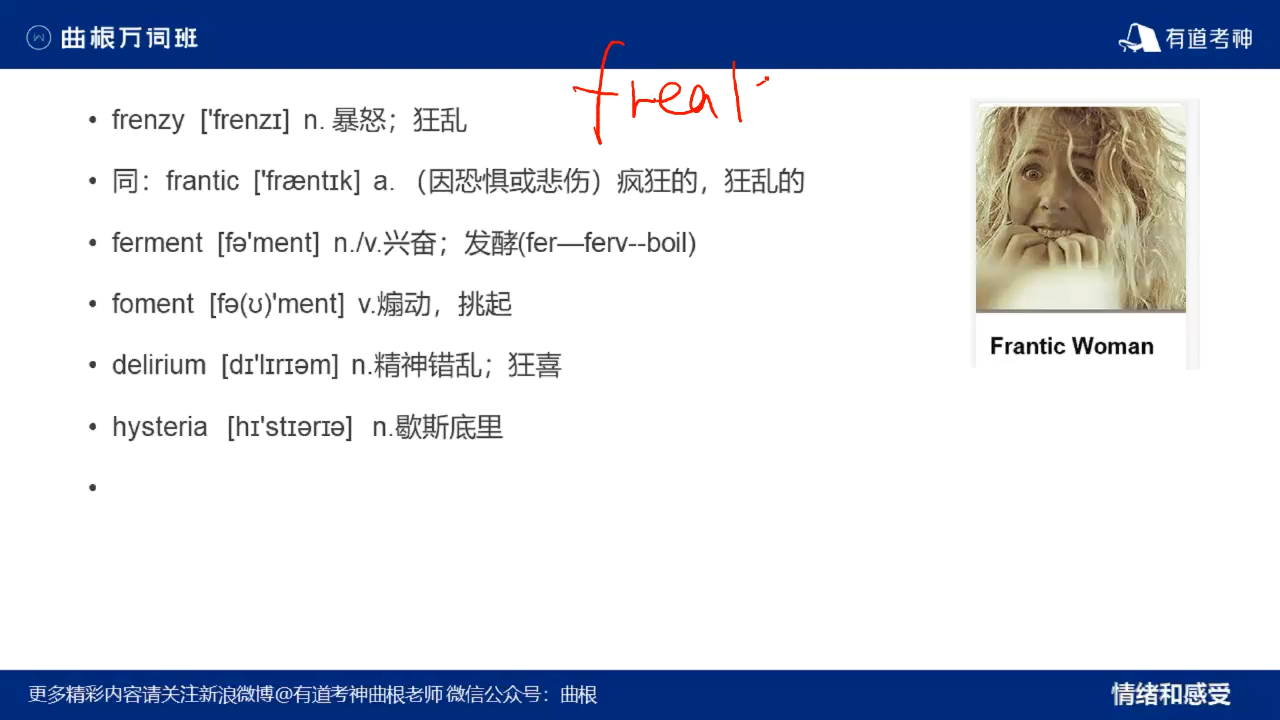 曲根万词班
有道考神
freal
frenzy ['frenzɪ] n. 暴怒；狂乱
同：frantic ['fræntɪk] a. （因恐惧或悲伤）疯狂的，狂乱的
ferment [fə'ment] n./v.兴奋；发酵(fer—ferv--boil)
foment [fə(ʊ)'ment] v.煽动，挑起
delirium [dɪ'lɪrɪəm] n.精神错乱；狂喜
hysteria [hɪ'stɪərɪə] n.歇斯底里
Frantic Woman
更多精彩内容请关注新浪微博@有道考神曲根老师 微信公众号：曲根
情绪和感受